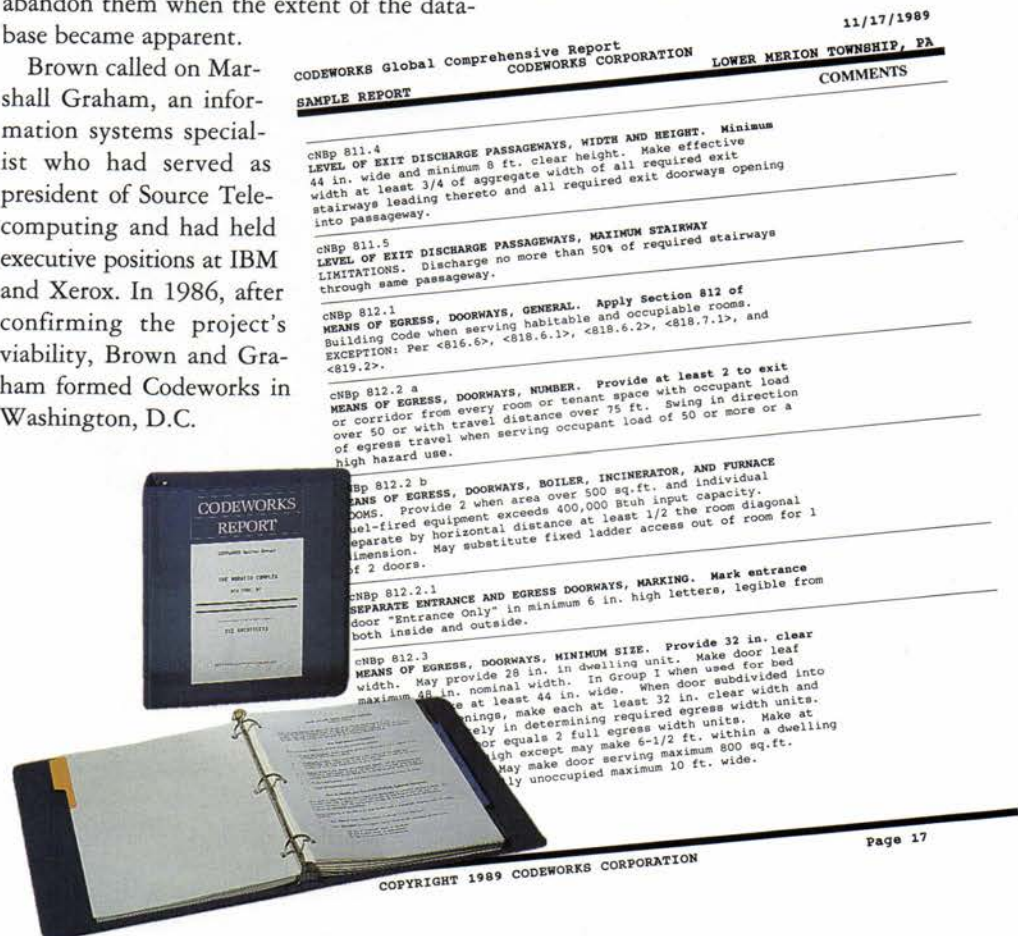 abandon them when the extent of the data-
base became apparent.
Brown called on Mar-
shall Graham, an infor-
mation systems special-
ist who had served as
president of Source Tele-
computing and had held
executive positions at IBM
and Xerox. In 1986, after
confirming the project's
viability, Brown and Gra-
ham formed Codeworks in
Washington, D.C.
11/17/1989
CODEWORKS Global Comprehensive Report
CODEWORKS CORPORATION
LOWER MERION TOWNSHIP, PA
SAMPLE REPORT
COMMENTS
cNBp 811.4
LEVEL OF EXIT DISCHARGE PASSAGEWAYS, WIDTH AND HEIGHT. Minimum
44 in. wide and minimum 8 ft. clear height. Make effective
width at least 3/4 of aggregate width of all required exit
stairways leading thereto and all required exit doorways opening
into passageway.
cNBp 811.5
LEVEL OF EXIT DISCHARGE PASSAGEWAYS, MAXIMUM STAIRWAY
LIMITATIONS. Discharge no more than 50% of required stairways
through same passageway.
cNBp 812.1
MEANS OF EGRESS, DOORWAYS, GENERAL. Apply Section 812 of
Building Code when serving habitable and occupiable rooms.
EXCEPTION: Per <816.6>, <818.6.1>, <818.6.2>, <818.7.1>, and
<819.2>.
cNBp 812.2 a
MEANS OF EGRESS, DOORWAYS, NUMBER. Provide at least 2 to exit
or corridor from every room or tenant space with occupant load
over 50 or with travel distance over 75 ft. Swing in direction
of egress travel when serving occupant load of 50 or more or a
high hazard use.
Bp 812.2 b
EANS OF EGRESS, DOORWAYS, BOILER, INCINERATOR, AND FURNACE
OOMS. Provide 2 when area over 500 sq.ft. and individual
uel-fired equipment exceeds 400,000 Btuh input capacity.
eparate by horizontal distance at least 1/2 the room diagonal
imension. May substitute fixed ladder access out of room for 1
f 2 doors.
cNBp 812.2.1
SEPARATE ENTRANCE AND EGRESS DOORWAYS, MARKING. Mark entrance
door "Entrance Only" in minimum 6 in. high letters, legible from
both inside and outside.
cNBp 812.3
MEANS OF EGRESS, DOORWAYS, MINIMUM SIZE. Provide 32 in. clear
width. May provide 28 in. in dwelling unit. Make door leaf
maximum 48 in. nominal width. In Group I when used for bed
e at least 44 in. wide. When door subdivided into
enings, make each at least 32 in. clear width and
ely in determining required egress width units.
or equals 2 full egress width units. Make at
igh except may make 6-1/2 ft. within a dwelling
May make door serving maximum 800 sq.ft.
ly unoccupied maximum 10 ft. wide.
Page 17
COPYRIGHT 1989 CODEWORKS CORPORATION
CODEWORKS
REPORT